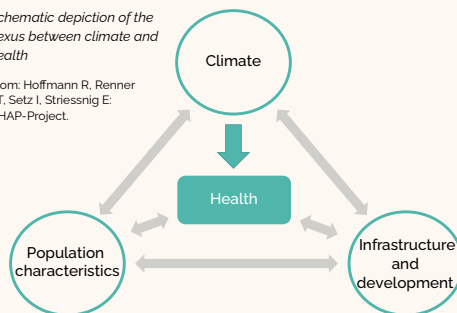 chematic depiction of the
exus between climate and
ealth
rom: Hoffmann R, Renner
T, Setz I, Striessnig E:
HAP-Project.
Climate
Health
Population
characteristics
Infrastructure
and
development